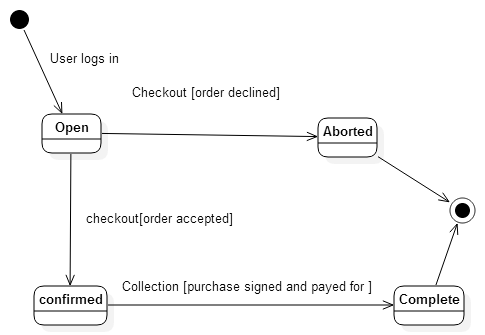 User logs in
Checkout [order declined]
Open
Aborted
checkout[order accepted]
Collection [purchase signed and payed for ]
confirmed
Complete